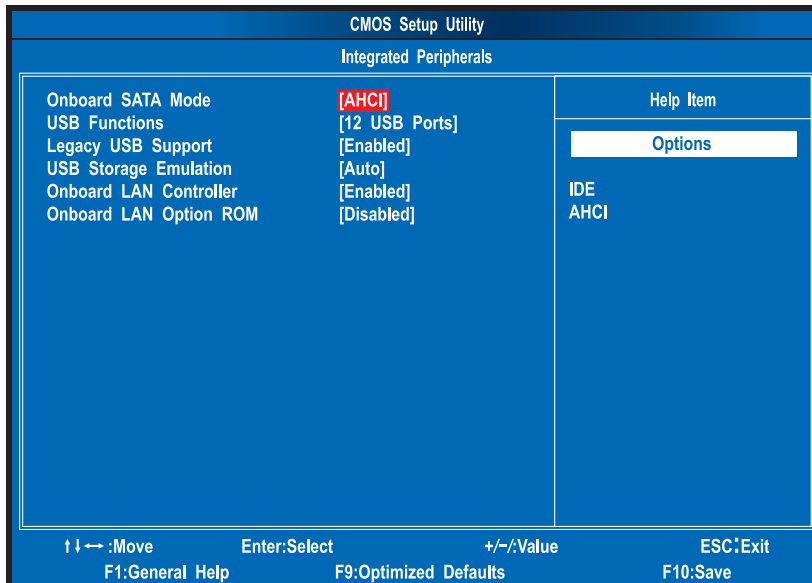 CMOS Setup Utility
Integrated Peripherals
Onboard SATA Mode [AHCI]
USB Functions [12 USB Ports]
Legacy USB Support [Enabled]
USB Storage Emulation [Auto]
Onboard LAN Controller [Enabled]
Onboard LAN Option ROM [Disabled]
Help Item
Options
IDE
AHCI
↑↓↔:Move Enter:Select +/-/:Value ESC:Exit
F1:General Help F9:Optimized Defaults F10:Save